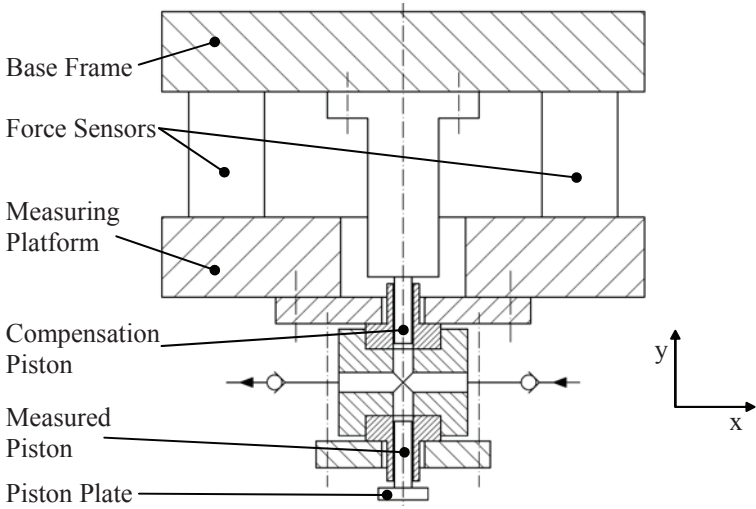 Base Frame
Force Sensors
Measuring
Platform
Compensation
Piston
Measured
Piston
Piston Plate
y
x